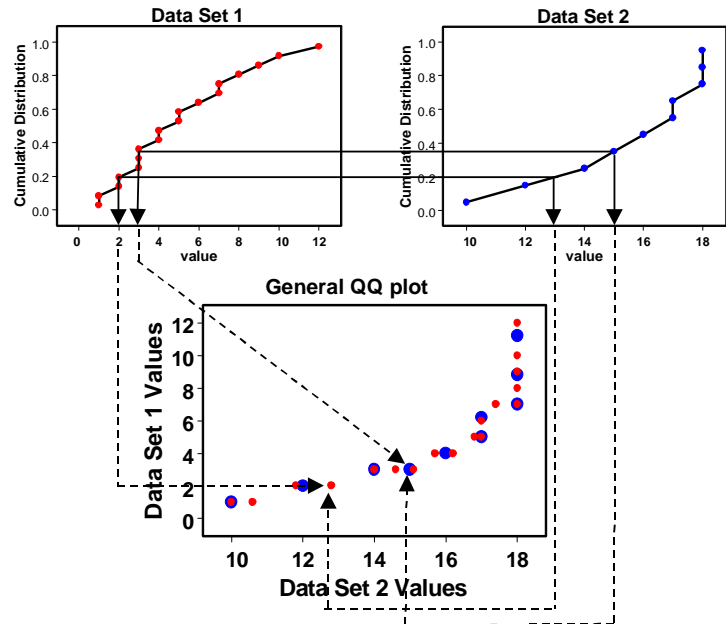 Data Set 1
Cumulative Distribution
1.0
0.8
0.6
0.4
0.2
0.0
0 2 4 6 8 10 12
value
Data Set 2
Cumulative Distribution
1.0
0.8
0.6
0.4
0.2
0.0
10 12 14 16 18
value
General QQ plot
Data Set 1 Values
12
10
8
6
4
2
0
10 12 14 16 18
Data Set 2 Values